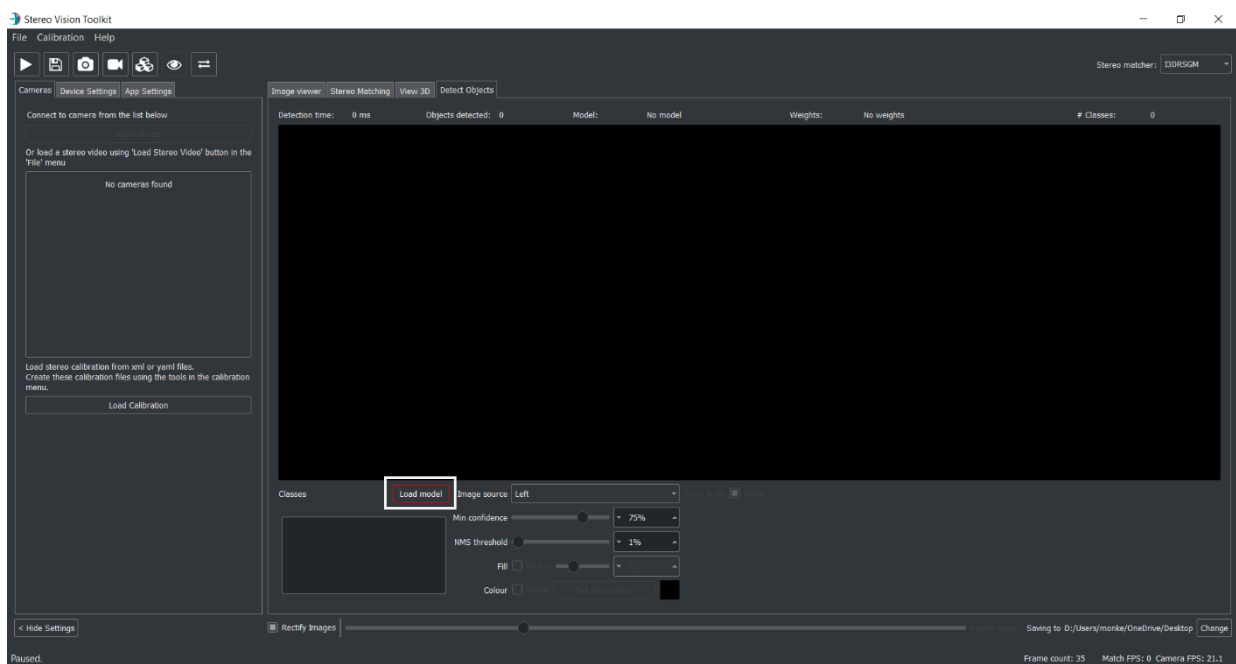 Stereo Vision Toolkit
File Calibration Help
Stereo matcher: I3DRSGM
Cameras Device Settings App Settings
Image viewer Stereo Matching View 3D Detect Objects
Connect to camera from the list below
Detection time: 0 ms Objects detected: 0 Model: No model Weights: No weights # Classes: 0
Refresh List
Or load a stereo video using 'Load Stereo Video' button in the
'File' menu
No cameras found
Load stereo calibration from xml or yaml files.
Create these calibration files using the tools in the calibration
menu.
Load Calibration
Classes Load model Image source Left
Min confidence 75%
NMS threshold 1%
Fill
Colour Set class colour
< Hide Settings Rectify Images Saving to D:/Users/monke/OneDrive/Desktop Change
Paused. Frame count: 35 Match FPS: 0 Camera FPS: 21.1